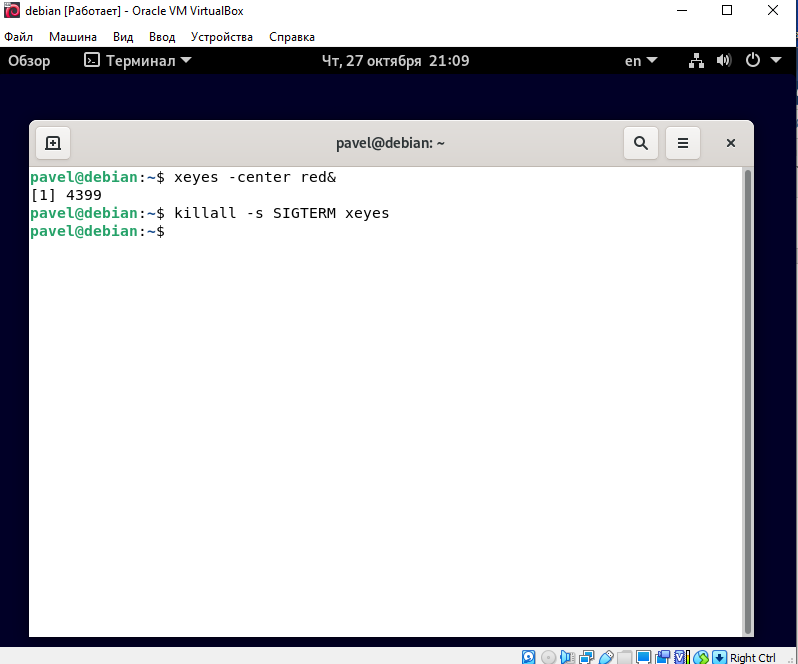 debian [Работает] - Oracle VM VirtualBox
Файл Машина Вид Ввод Устройства Справка
Обзор Терминал Чт, 27 октября 21:09 en
pavel@debian: ~
pavel@debian:~$ xeyes -center red&
[1] 4399
pavel@debian:~$ killall -s SIGTERM xeyes
pavel@debian:~$
Right Ctrl